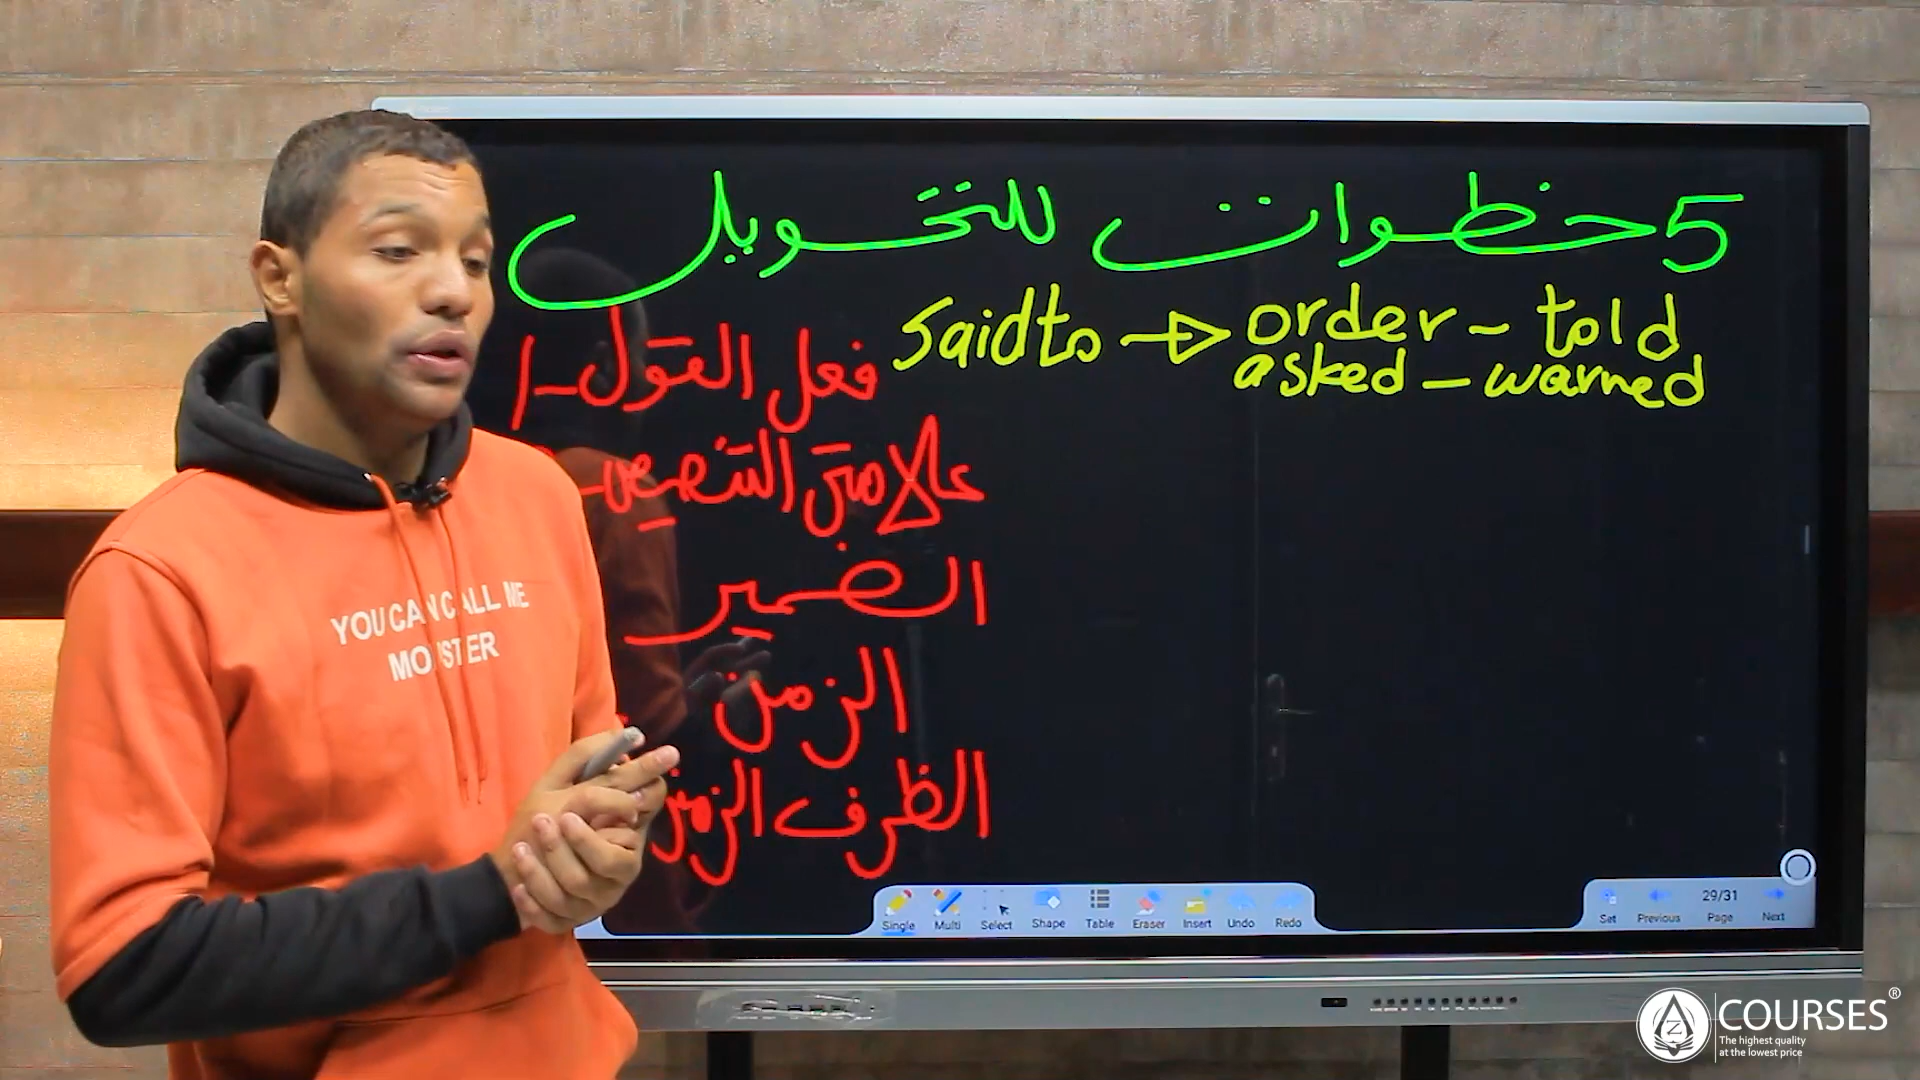 5 خطوات للتحويل
said to → order - told
asked - warned
1- فعل القول
علامتى التنصيص -
الضمير
الزمن
الظرف الزمن
YOU CAN CALL ME
MONSTER
Single Multi Select Shape Table Eraser Insert Undo Redo
Set Previous 29/31 Page Next
COURSES®
The highest quality
at the lowest price